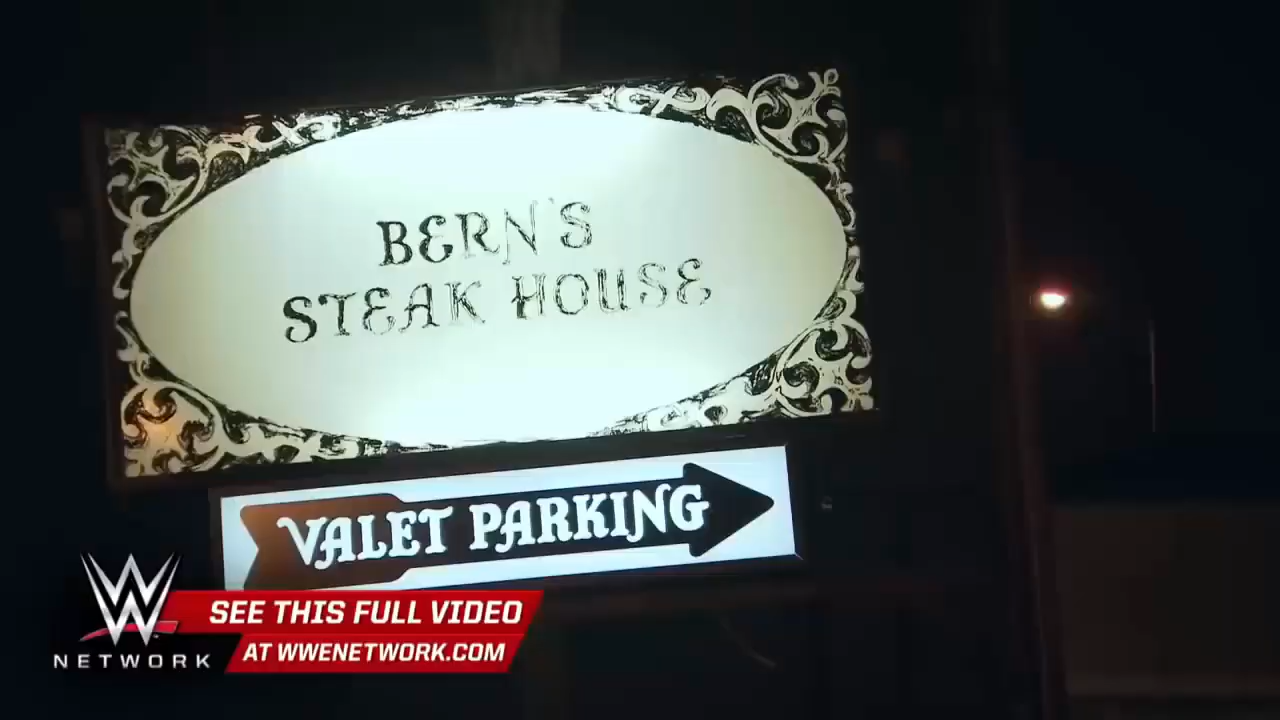 BERN'S
STEAK HOUSE
VALET PARKING
W
NETWORK
SEE THIS FULL VIDEO
AT WWENETWORK.COM